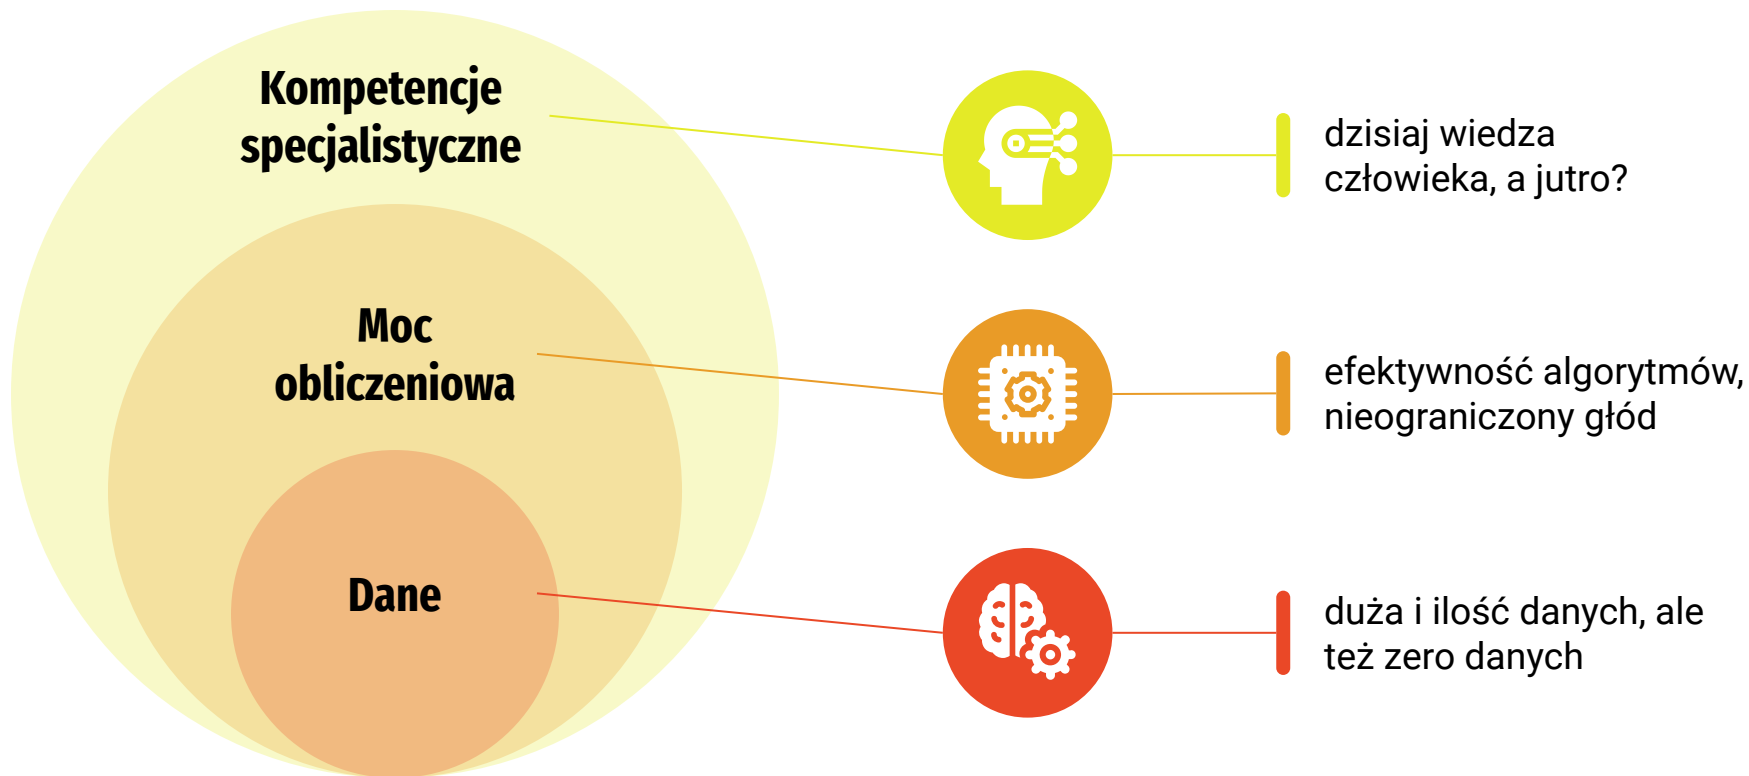 Kompetencje
specjalistyczne
dzisiaj wiedza
człowieka, a jutro?
Moc
obliczeniowa
efektywność algorytmów,
nieograniczony głód
Dane
duża i ilość danych, ale
też zero danych